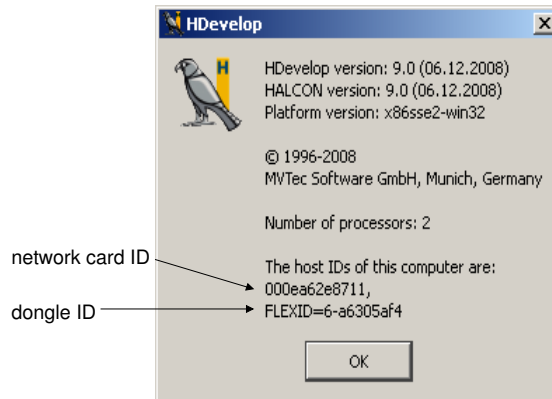 HDevelop
H
HDevelop version: 9.0 (06.12.2008)
HALCON version: 9.0 (06.12.2008)
Platform version: x86sse2-win32
© 1996-2008
MVTec Software GmbH, Munich, Germany
Number of processors: 2
network card ID
The host IDs of this computer are:
000ea62e8711,
dongle ID
FLEXID=6-a6305af4
OK